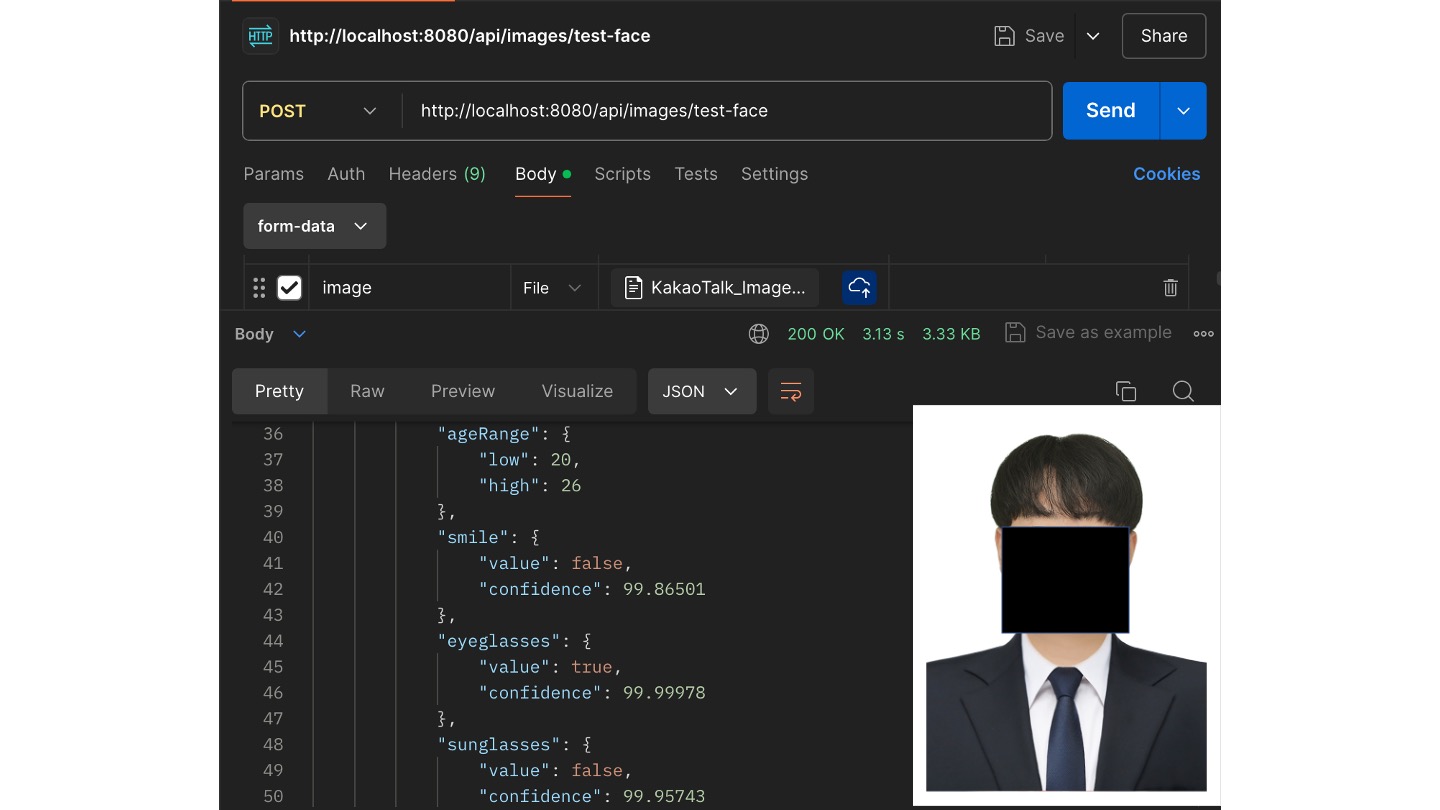 HTTP http://localhost:8080/api/images/test-face Save Share
POST http://localhost:8080/api/images/test-face Send
Params Auth Headers (9) Body Scripts Tests Settings Cookies
form-data
image File KakaoTalk_Image...
Body 200 OK 3.13 s 3.33 KB Save as example
Pretty Raw Preview Visualize JSON
36 "ageRange": {
37 "low": 20,
38 "high": 26
39 },
40 "smile": {
41 "value": false,
42 "confidence": 99.86501
43 },
44 "eyeglasses": {
45 "value": true,
46 "confidence": 99.99978
47 },
48 "sunglasses": {
49 "value": false,
50 "confidence": 99.95743